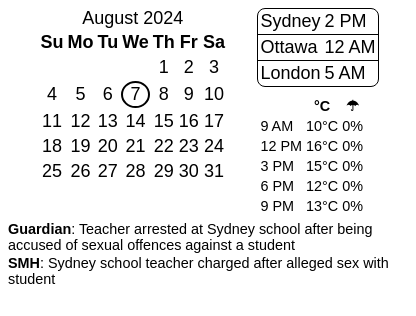 August 2024
Su Mo Tu We Th Fr Sa
1 2 3
4 5 6 7 8 9 10
11 12 13 14 15 16 17
18 19 20 21 22 23 24
25 26 27 28 29 30 31
Sydney 2 PM
Ottawa 12 AM
London 5 AM
°C ☂
9 AM 10°C 0%
12 PM 16°C 0%
3 PM 15°C 0%
6 PM 12°C 0%
9 PM 13°C 0%
Guardian: Teacher arrested at Sydney school after being
accused of sexual offences against a student
SMH: Sydney school teacher charged after alleged sex with
student